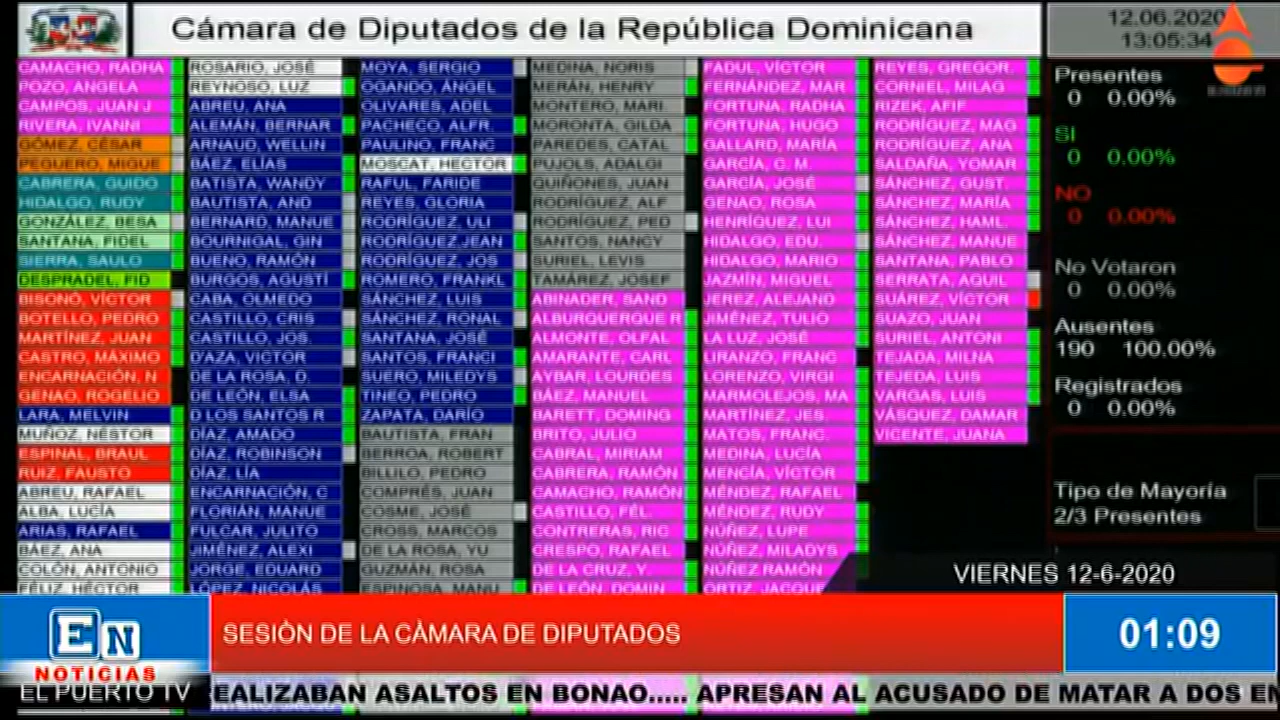 Cámara de Diputados de la República Dominicana
12.06.2020
13:05:34
CAMACHO, RADHA
POZO, ANGELA
CAMPOS, JUAN J
RIVERA, IVANNI
GÓMEZ, CÉSAR
PEGUERO, MIGUE
CABRERA, GUIDO
HIDALGO, RUDY
GONZÁLEZ, BESA
SANTANA, FIDEL
SIERRA, SAULO
DESPRADEL, FID
BISONÓ, VÍCTOR
BOTELLO, PEDRO
MARTÍNEZ, JUAN
CASTRO, MÁXIMO
ENCARNACIÓN, N
GENAO, ROGELIO
LARA, MELVIN
MUÑOZ, NÉSTOR
ESPINAL, BRAUL
RUIZ, FAUSTO
ABREU, RAFAEL
ALBA, LUCÍA
ARIAS, RAFAEL
BÁEZ, ANA
COLÓN, ANTONIO
FÉLIZ, HÉCTOR
ROSARIO, JOSÉ
REYNOSO, LUZ
ABREU, ANA
ALEMÁN, BERNAR
ARNAUD, WELLIN
BÁEZ, ELÍAS
BATISTA, WANDY
BAUTISTA, AND
BERNARD, MANUE
BOURNIGAL, GIN
BUENO, RAMÓN
BURGOS, AGUSTÍ
CABA, OLMEDO
CASTILLO, CRIS
CASTILLO, JOS.
D'AZA, VICTOR
DE LA ROSA, D.
DE LEÓN, ELSA
D LOS SANTOS R
DÍAZ, AMADO
DÍAZ, ROBINSON
DÍAZ, LÍA
ENCARNACIÓN, C
FLORIÁN, MANUE
FULCAR, JULITO
JIMÉNEZ, ALEXI
JORGE, EDUARD
LÓPEZ, NICOLÁS
MOYA, SERGIO
OGANDO, ÁNGEL
OLIVARES, ADEL
PACHECO, ALFR.
PAULINO, FRANC
MOSCAT, HECTOR
RAFUL, FARIDE
REYES, GLORIA
RODRÍGUEZ, ULI
RODRÍGUEZ,JEAN
RODRÍGUEZ, JOS
ROMERO, FRANKL
SÁNCHEZ, LUIS
SÁNCHEZ, RONAL
SANTANA, JOSÉ
SANTOS, FRANCI
SUERO, MILEDYS
TINEO, PEDRO
ZAPATA, DARÍO
BAUTISTA, FRAN
BERROA, ROBERT
BILLILO, PEDRO
COMPRÉS, JUAN
COSME, JOSÉ
CROSS, MARCOS
DE LA ROSA, YU
GUZMÁN, ROSA
ESPINOSA, MANU
MEDINA, NORIS
MERÁN, HENRY
MONTERO, MARI
MORONTA, GILDA
PAREDES, CATAL
PUJOLS, ADALGI
QUIÑONES, JUAN
RODRÍGUEZ, ALF
RODRÍGUEZ, PED
SANTOS, NANCY
SURIEL, LEVIS
TAMÁREZ, JOSEF
ABINADER, SAND
ALBURQUERQUE R
ALMONTE, OLFAL
AMARANTE, CARL
AYBAR, LOURDES
BÁEZ, MANUEL
BARETT, DOMING
BRITO, JULIO
CABRAL, MIRIAM
CABRERA, RAMÓN
CAMACHO, RAMÓN
CASTILLO, FÉL.
CONTRERAS, RIC
CRESPO, RAFAEL
DE LA CRUZ, Y.
DE LEÓN, DOMIN
FADUL, VÍCTOR
FERNÁNDEZ, MAR
FORTUNA, RADHA
FORTUNA, HUGO
GALLARD, MARÍA
GARCÍA, C. M.
GARCÍA, JOSÉ
GENAO, ROSA
HENRÍQUEZ, LUI
HIDALGO, EDU.
HIDALGO, MARIO
JAZMÍN, MIGUEL
JEREZ, ALEJAND
JIMÉNEZ, TULIO
LA LUZ, JOSÉ
LIRANZO, FRANC
LORENZO, VIRGI
MARMOLEJOS, MA
MARTÍNEZ, JES.
MATOS, FRANC.
MEDINA, LUCÍA
MENCÍA, VÍCTOR
MÉNDEZ, RAFAEL
MÉNDEZ, RUDY
NÚÑEZ, LUPE
NÚÑEZ, MILADYS
NÚÑEZ RAMÓN
ORTIZ, JACQUE
REYES, GREGOR.
CORNIEL, MILAG
RIZEK, AFIF
RODRÍGUEZ, MAG
RODRÍGUEZ, ANA
SALDAÑA, YOMAR
SÁNCHEZ, GUST.
SÁNCHEZ, MARÍA
SÁNCHEZ, HAML.
SÁNCHEZ, MANUE
SANTANA, PABLO
SERRATA, AQUIL
SUÁREZ, VÍCTOR
SUAZO, JUAN
SURIEL, ANTONI
TEJADA, MILNA
TEJEDA, LUIS
VARGAS, LUIS
VÁSQUEZ, DAMAR
VICENTE, JUANA
Presentes
0 0.00%
SI
0 0.00%
NO
0 0.00%
No Votaron
0 0.00%
Ausentes
190 100.00%
Registrados
0 0.00%
Tipo de Mayoría
2/3 Presentes
VIERNES 12-6-2020
EN
NOTICIAS
SESIÒN DE LA CÀMARA DE DIPUTADOS
01:09
EL PUERTO TV
EALIZABAN ASALTOS EN BONAO..... APRESAN AL ACUSADO DE MATAR A DOS EN